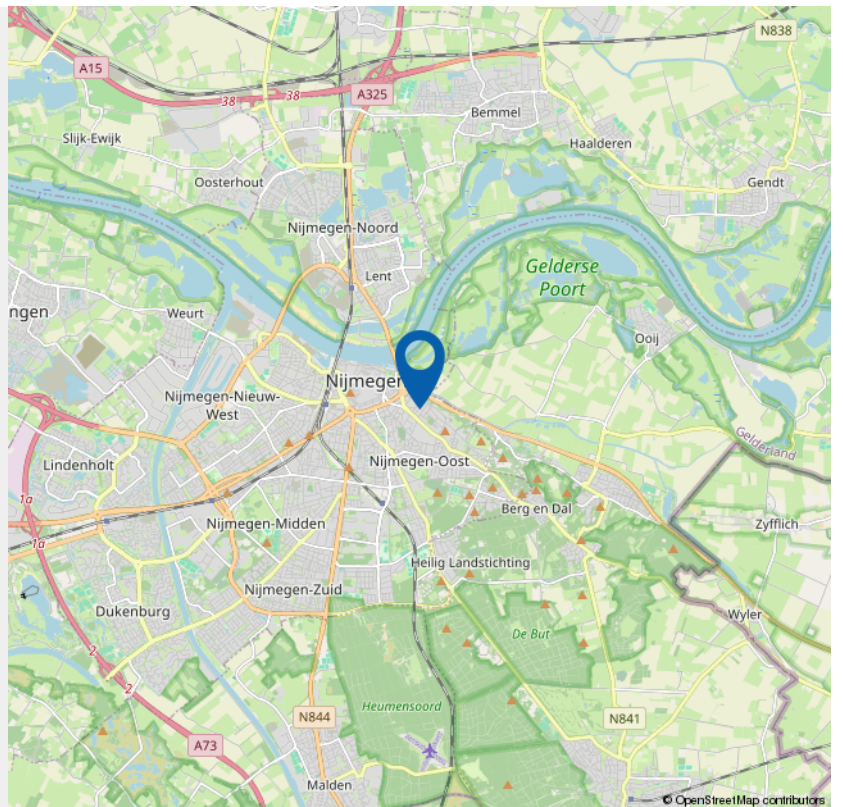 N838
A15
A325
38
38
Bemmel
Slijk-Ewijk
Haalderen
Oosterhout
Gendt
Nijmegen-Noord
Gelderse
Poort
Lent
ngen
Weurt
Ooij
Nijmegen
Nijmegen-Nieuw-
West
Gelderland
Lindenholt
Nijmegen-Oost
1a
Berg en Dal
Nijmegen-Midden
Zyfflich
1a
Heilig Landstichting
Nijmegen-Zuid
Dukenburg
Wyler
De But
2
2
Heumensoord
N844
N841
A73
Malden
© OpenStreetMap contributors